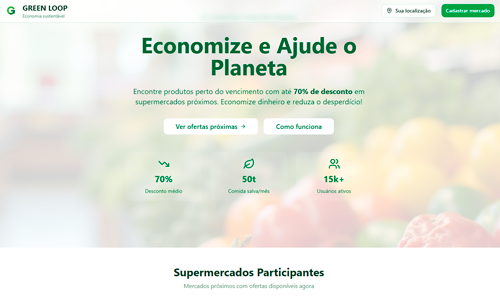 G GREEN LOOP
Economia sustentável
Sua localização
Cadastrar mercado
Economize e Ajude o
Planeta
Encontre produtos perto do vencimento com até 70% de desconto em
supermercados próximos. Economize dinheiro e reduza o desperdício!
Ver ofertas próximas →
Como funciona
70%
50t
15k+
Desconto médio
Comida salva/mês
Usuários ativos
Supermercados Participantes
Mercados próximos com ofertas disponíveis agora